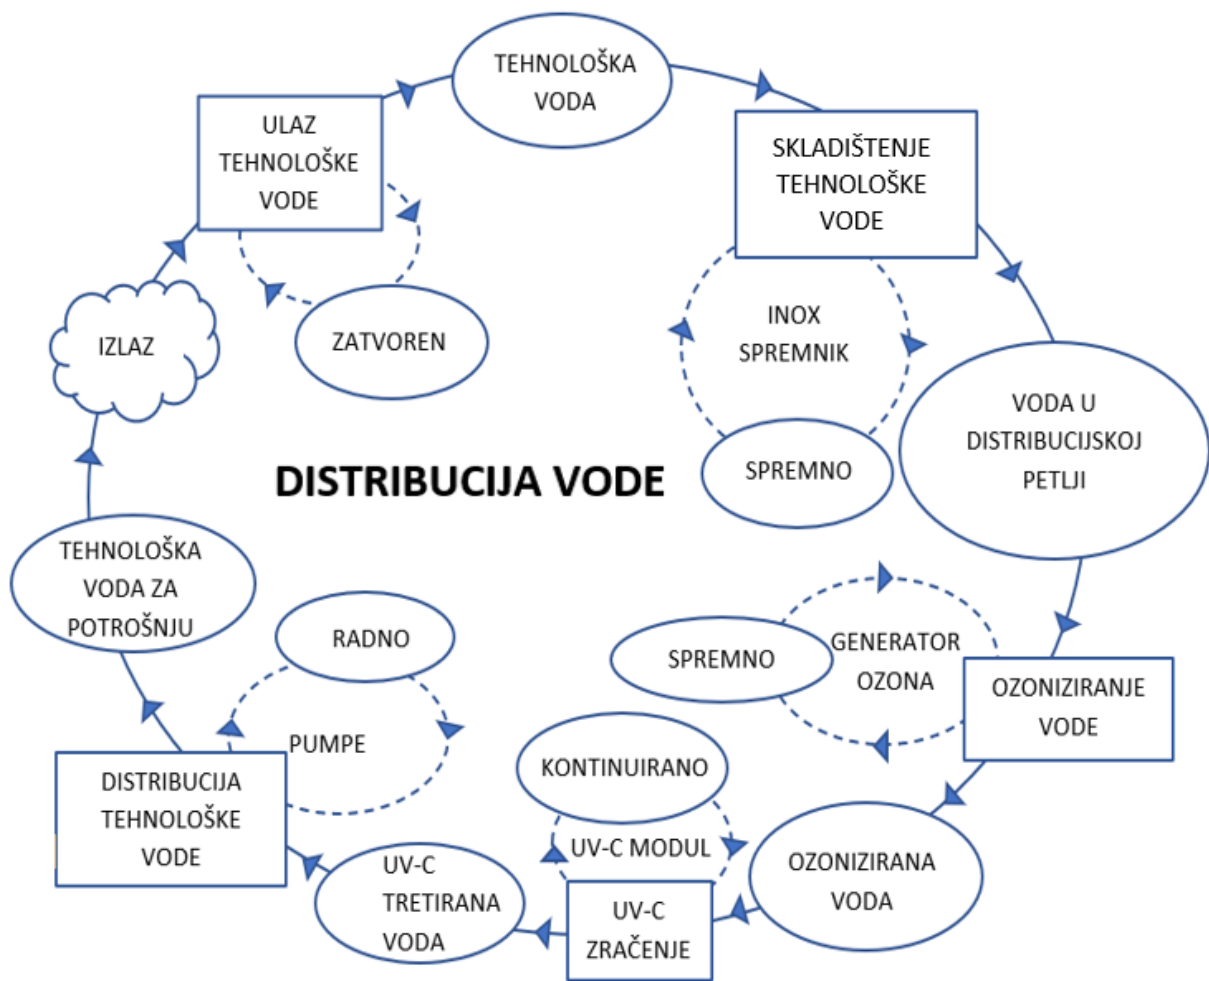 TEHNOLOŠKA
VODA
ULAZ
TEHNOLOŠKE
VODE
SKLADIŠTENJE
TEHNOLOŠKE
VODE
IZLAZ
ZATVOREN
INOX
SPREMNIK
VODA U
DISTRIBUCIJSKOJ
PETLJI
SPREMNO
DISTRIBUCIJA VODE
TEHNOLOŠKA
VODA ZA
POTROŠNJU
RADNO
SPREMNO
GENERATOR
OZONA
OZONIZIRANJE
VODE
PUMPE
KONTINUIRANO
DISTRIBUCIJA
TEHNOLOŠKE
VODE
UV-C MODUL
OZONIZIRANA
VODA
UV-C
TRETIRANA
VODA
UV-C
ZRAČENJE